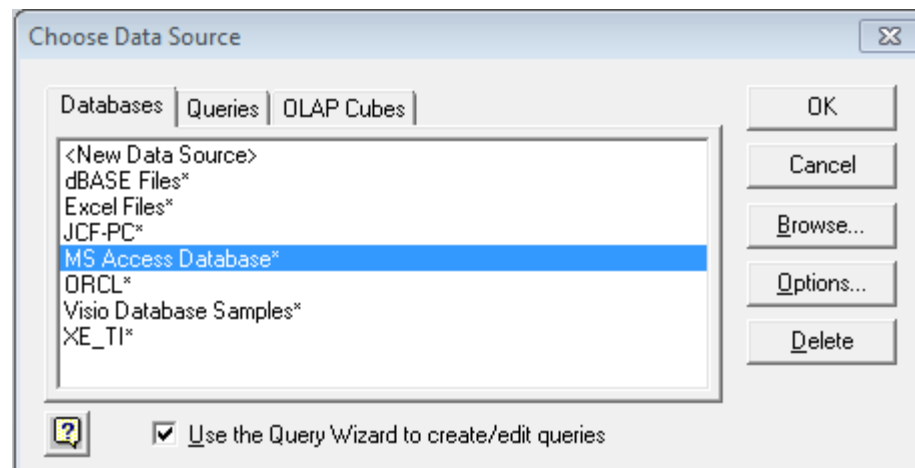 Choose Data Source
Databases Queries OLAP Cubes
<New Data Source>
dBASE Files*
Excel Files*
JCF-PC*
MS Access Database*
ORCL*
Visio Database Samples*
XE_TI*
OK
Cancel
Browse...
Options...
Delete
? Use the Query Wizard to create/edit queries